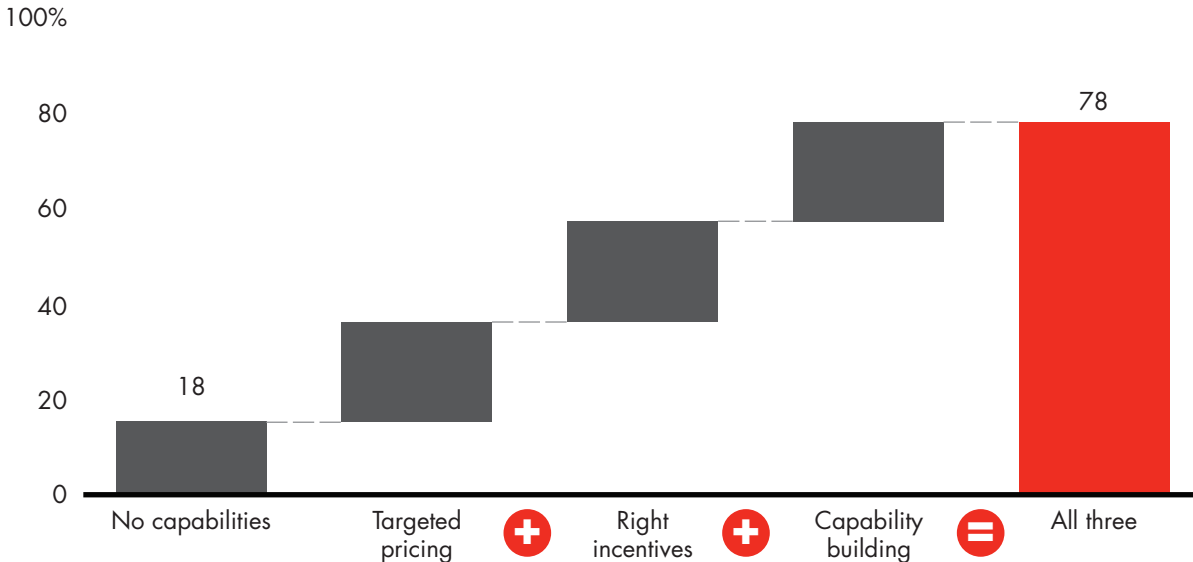 100%
80
60
40
20
0
18
78
No capabilities
Targeted
pricing
+
Right
incentives
+
Capability
building
=
All three